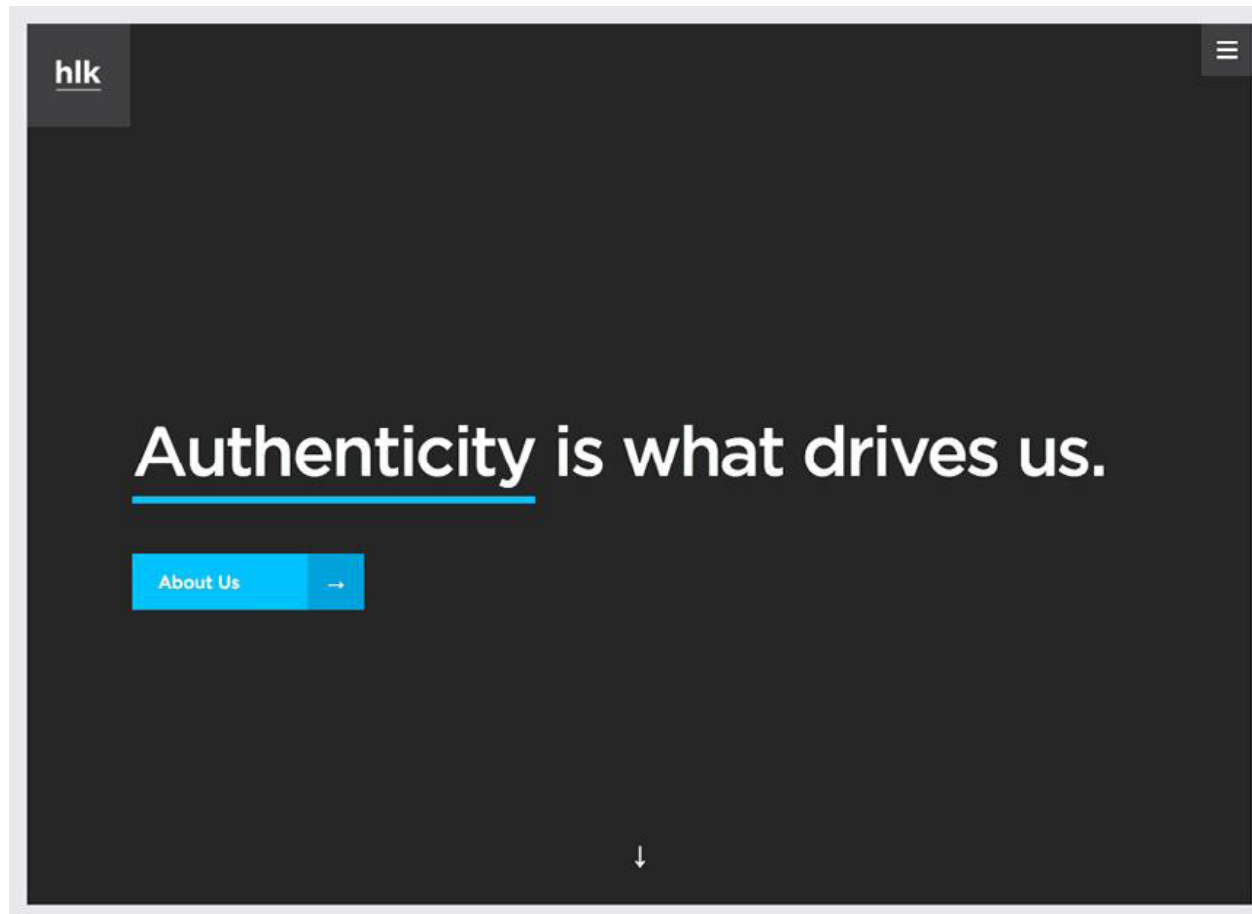 hlk
Authenticity is what drives us.
About Us →
↓